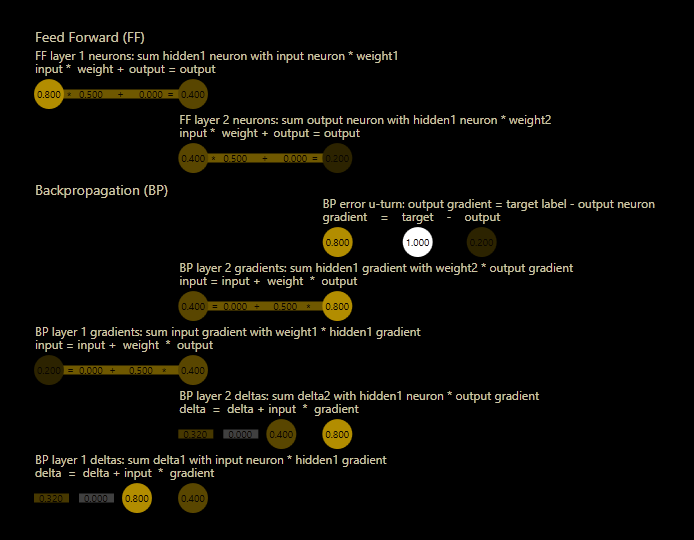 Feed Forward (FF)
FF layer 1 neurons: sum hidden1 neuron with input neuron * weight1
input * weight + output = output
0.800 * 0.500 + 0.000 = 0.400
FF layer 2 neurons: sum output neuron with hidden1 neuron * weight2
input * weight + output = output
0.400 * 0.500 + 0.000 = 0.200
Backpropagation (BP)
BP error u-turn: output gradient = target label - output neuron
gradient = target - output
0.800 1.000 0.200
BP layer 2 gradients: sum hidden1 gradient with weight2 * output gradient
input = input + weight * output
0.400 = 0.000 + 0.500 * 0.800
BP layer 1 gradients: sum input gradient with weight1 * hidden1 gradient
input = input + weight * output
0.200 = 0.000 + 0.500 * 0.400
BP layer 2 deltas: sum delta2 with hidden1 neuron * output gradient
delta = delta + input * gradient
0.320 0.000 0.400 0.800
BP layer 1 deltas: sum delta1 with input neuron * hidden1 gradient
delta = delta + input * gradient
0.320 0.000 0.800 0.400